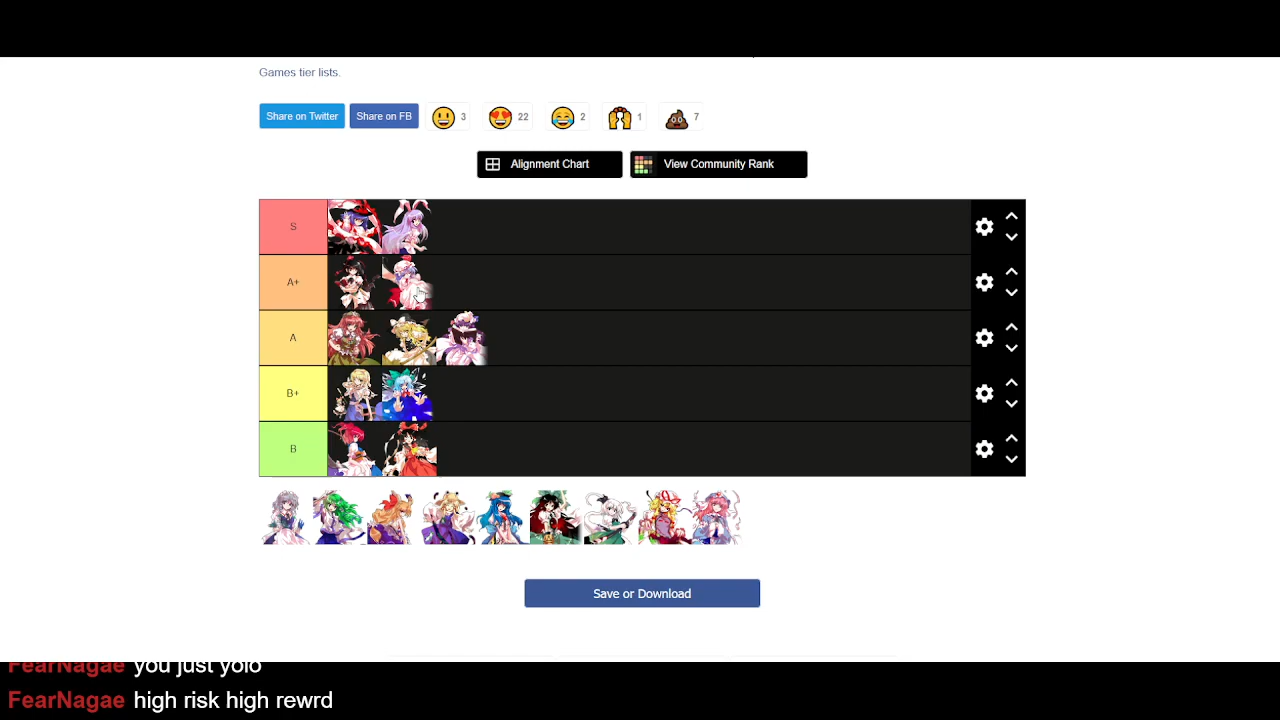 Games tier lists.
Share on Twitter Share on FB 3 22 2 1 7
Alignment Chart View Community Rank
S
A+
A
B+
B
Save or Download
FearNagae you just yolo
FearNagae high risk high rewrd